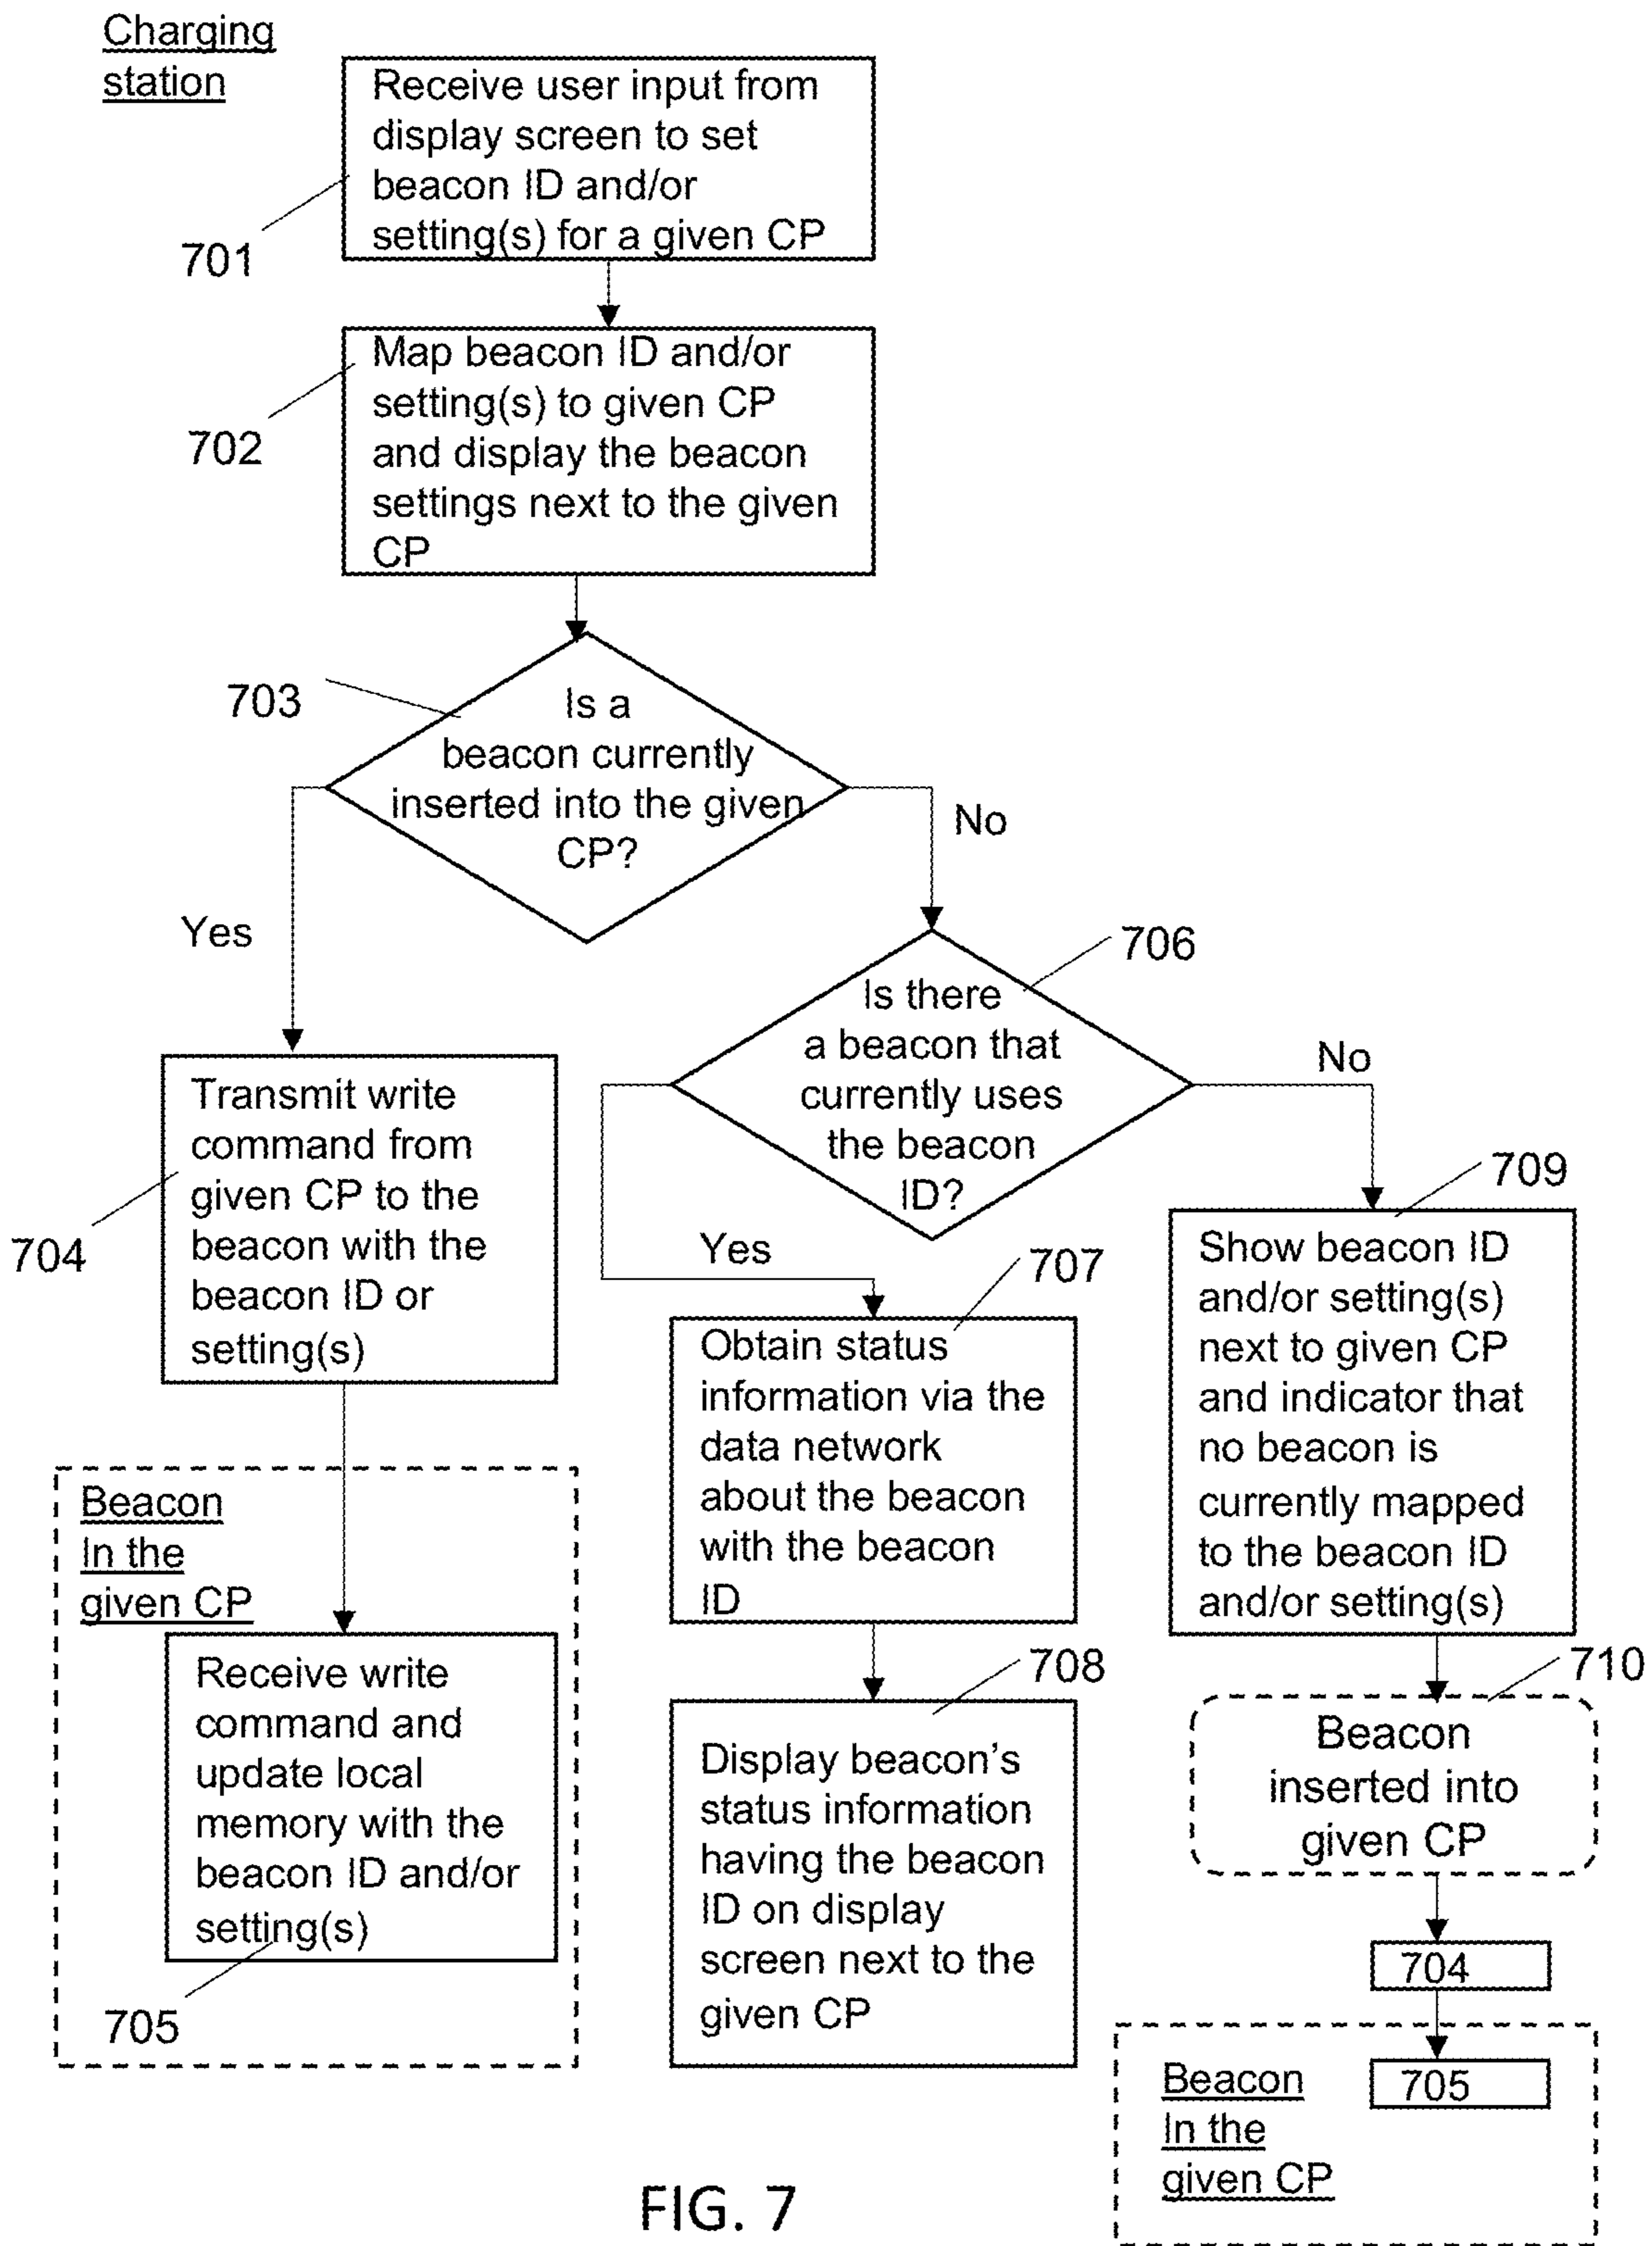 Charging
station
Receive user input from
display screen to set
beacon ID and/or
setting(s) for a given CP
701
Map beacon ID and/or
setting(s) to given CP
and display the beacon
settings next to the given
CP
702
703
Is a
beacon currently
inserted into the given
CP?
Yes
No
706
Is there
a beacon that
currently uses
the beacon
ID?
Yes
No
Transmit write
command from
given CP to the
beacon with the
beacon ID or
setting(s)
704
Beacon
In the
given CP
Receive write
command and
update local
memory with the
beacon ID and/or
setting(s)
705
707
Obtain status
information via the
data network
about the beacon
with the beacon
ID
708
Display beacon's
status information
having the beacon
ID on display
screen next to the
given CP
709
Show beacon ID
and/or setting(s)
next to given CP
and indicator that
no beacon is
currently mapped
to the beacon ID
and/or setting(s)
710
Beacon
inserted into
given CP
704
705
Beacon
In the
given CP
FIG. 7